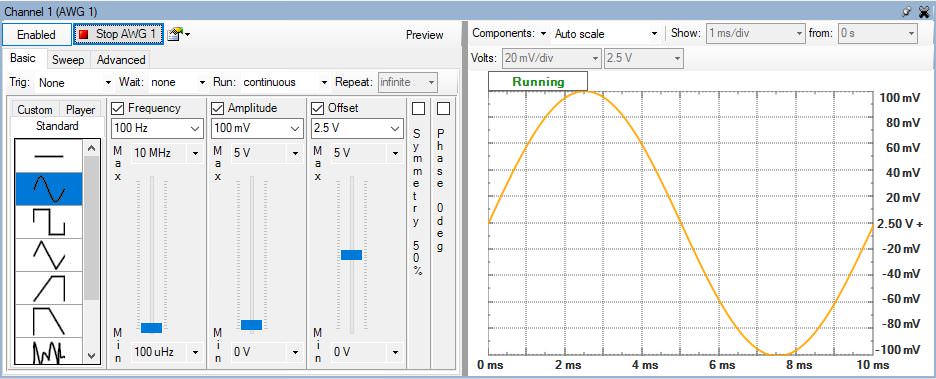 Channel 1 (AWG 1)
Enabled Stop AWG 1 Preview
Basic Sweep Advanced
Trig: None Wait: none Run: continuous Repeat: infinite
Custom Player
Standard
Frequency
100 Hz
Max 10 MHz
Min 100 uHz
Amplitude
100 mV
Max 5 V
Min 0 V
Offset
2.5 V
Max 5 V
Min 0 V
Symmetry 50%
Phase 0deg
Components: Auto scale Show: 1 ms/div from: 0 s
Volts: 20 mV/div 2.5 V
Running
100 mV
80 mV
60 mV
40 mV
20 mV
2.50 V +
-20 mV
-40 mV
-60 mV
-80 mV
-100 mV
0 ms 2 ms 4 ms 6 ms 8 ms 10 ms